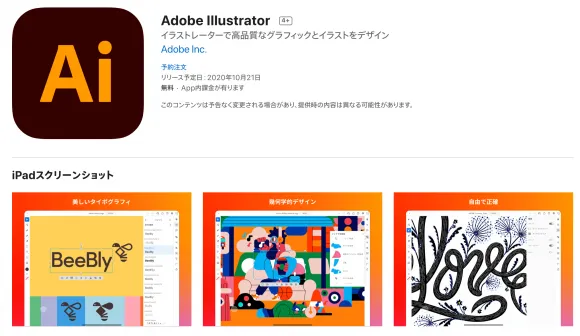 Ai
Adobe Illustrator 4+
イラストレーターで高品質なグラフィックとイラストをデザイン
Adobe Inc.
予約注文
リリース予定日：2020年10月21日
無料・App内課金が有ります
このコンテンツは予告なく変更される場合があり、提供時の内容は異なる可能性があります。
iPadスクリーンショット
美しいタイポグラフィ
幾何学的デザイン
自由で正確
BeeBly
Love